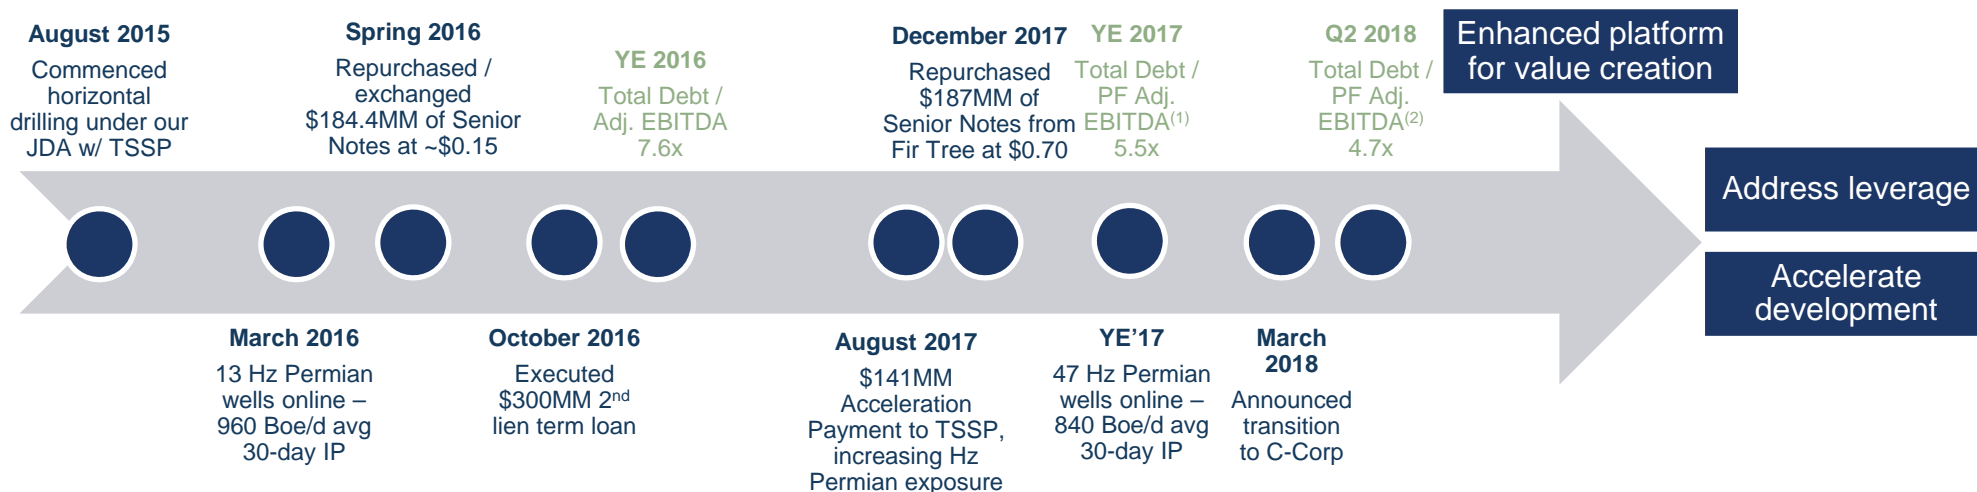 August 2015
Commenced
horizontal
drilling under our
JDA w/ TSSP
Spring 2016
Repurchased /
exchanged
$184.4MM of Senior
Notes at ~$0.15
YE 2016
Total Debt /
Adj. EBITDA
7.6x
December 2017
Repurchased
$187MM of
Senior Notes from
Fir Tree at $0.70
YE 2017
Total Debt /
PF Adj.
EBITDA(1)
5.5x
Q2 2018
Total Debt /
PF Adj.
EBITDA(2)
4.7x
Enhanced platform
for value creation
Address leverage
Accelerate
development
March 2016
13 Hz Permian
wells online –
960 Boe/d avg
30-day IP
October 2016
Executed
$300MM 2nd
lien term loan
August 2017
$141MM
Acceleration
Payment to TSSP,
increasing Hz
Permian exposure
YE'17
47 Hz Permian
wells online –
840 Boe/d avg
30-day IP
March
2018
Announced
transition
to C-Corp